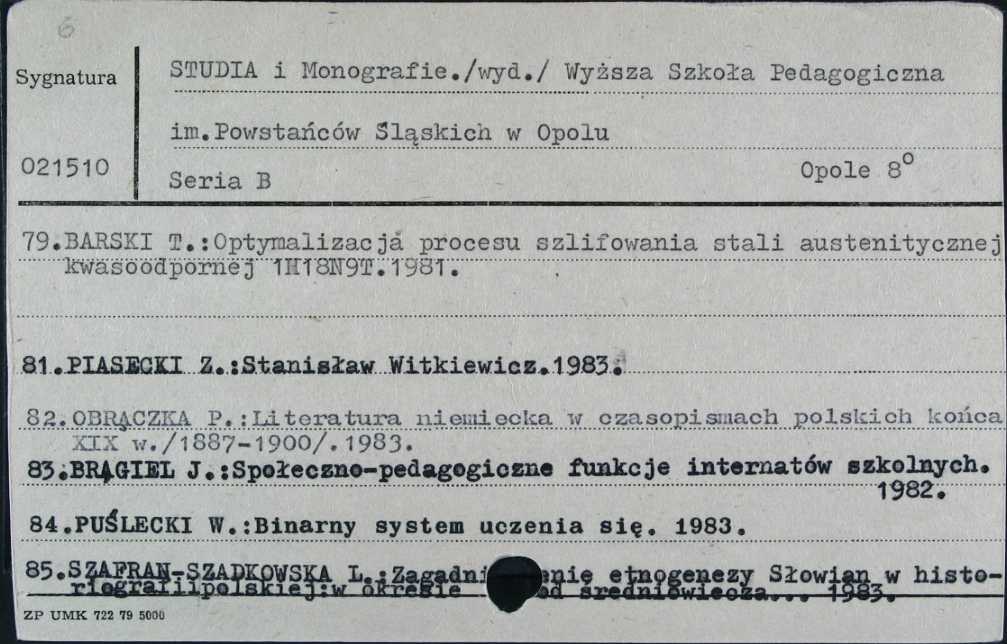 6
Sygnatura
STUDIA i Monografie./wyd./ Wyższa Szkoła Pedagogiczna
im.Powstańców Śląskich w Opolu
021510
Seria B
Opole 8°
79.BARSKI T.:Optymalizacja procesu szlifowania stali austenitycznej
kwasoodpornej 1H18N9T.1981.
81.PIASECKI Z.:Stanisław Witkiewicz.1983.
82.OBRĄCZKA P.:Literatura niemiecka w czasopismach polskich końca
XIX w./1887-1900/.1983.
83.BRĄGIEL J.:Społeczno-pedagogiczne funkcje internatów szkolnych.
1982.
84.PUŚLECKI W.:Binarny system uczenia się. 1983.
85.SZAFRAN-SZADKOWSKA L.:Zagadni enie etnogenezy Słowian w histo-
riografiipolskiej:w okresie od średniowiecza... 1983.
ZP UMK 722 79 5000